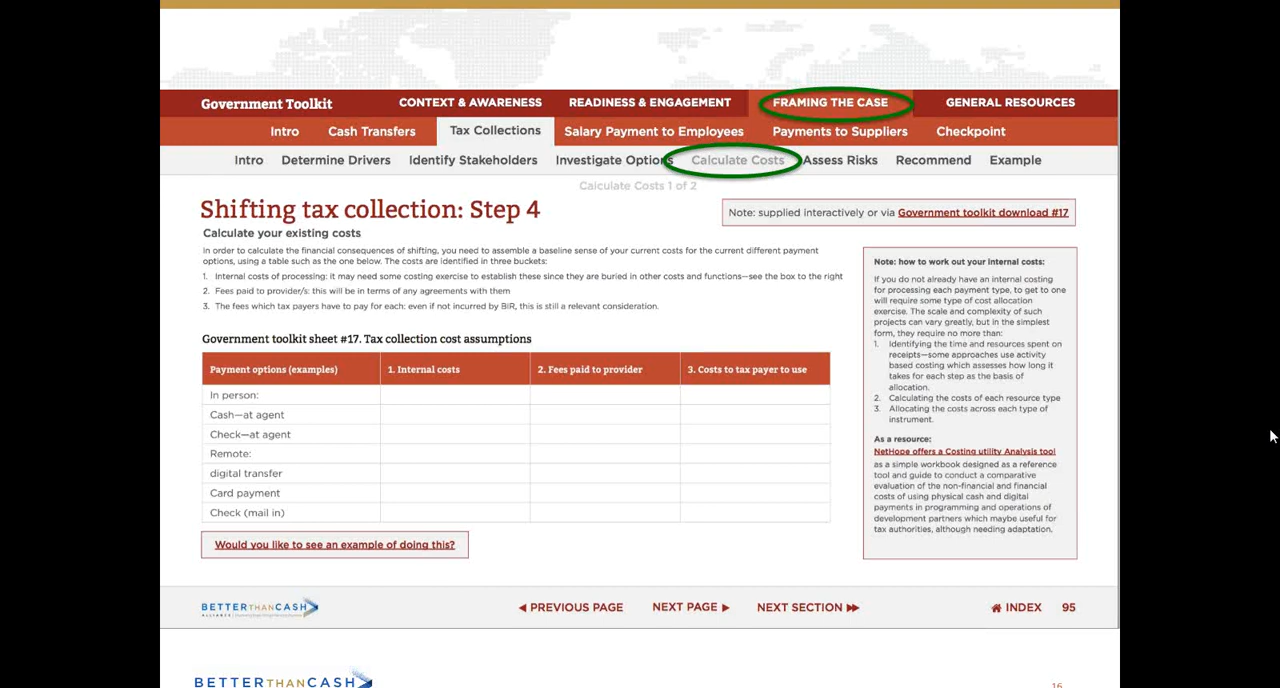 Government Toolkit CONTEXT & AWARENESS READINESS & ENGAGEMENT FRAMING THE CASE GENERAL RESOURCES
Intro Cash Transfers Tax Collections Salary Payment to Employees Payments to Suppliers Checkpoint
Intro Determine Drivers Identify Stakeholders Investigate Options Calculate Costs Assess Risks Recommend Example
Calculate Costs 1 of 2
Shifting tax collection: Step 4
Note: supplied interactively or via Government toolkit download #17
Calculate your existing costs
In order to calculate the financial consequences of shifting, you need to assemble a baseline sense of your current costs for the current different payment
options, using a table such as the one below. The costs are identified in three buckets:
1. Internal costs of processing: it may need some costing exercise to establish these since they are buried in other costs and functions—see the box to the right
2. Fees paid to provider/s: this will be in terms of any agreements with them
3. The fees which tax payers have to pay for each: even if not incurred by BIR, this is still a relevant consideration.
Government toolkit sheet #17. Tax collection cost assumptions
Payment options (examples) 1. Internal costs 2. Fees paid to provider 3. Costs to tax payer to use
In person:
Cash—at agent
Check—at agent
Remote:
digital transfer
Card payment
Check (mail in)
Would you like to see an example of doing this?
Note: how to work out your internal costs:
If you do not already have an internal costing
for processing each payment type, to get to one
will require some type of cost allocation
exercise. The scale and complexity of such
projects can vary greatly, but in the simplest
form, they require no more than:
1. Identifying the time and resources spent on
receipts—some approaches use activity
based costing which assesses how long it
takes for each step as the basis of
allocation.
2. Calculating the costs of each resource type
3. Allocating the costs across each type of
instrument.
As a resource:
NetHope offers a Costing utility Analysis tool
as a simple workbook designed as a reference
tool and guide to conduct a comparative
evaluation of the non-financial and financial
costs of using physical cash and digital
payments in programming and operations of
development partners which maybe useful for
tax authorities, although needing adaptation.
BETTERTHANCASH
ALLIANCE
PREVIOUS PAGE NEXT PAGE NEXT SECTION INDEX 95
BETTERTHANCASH
16